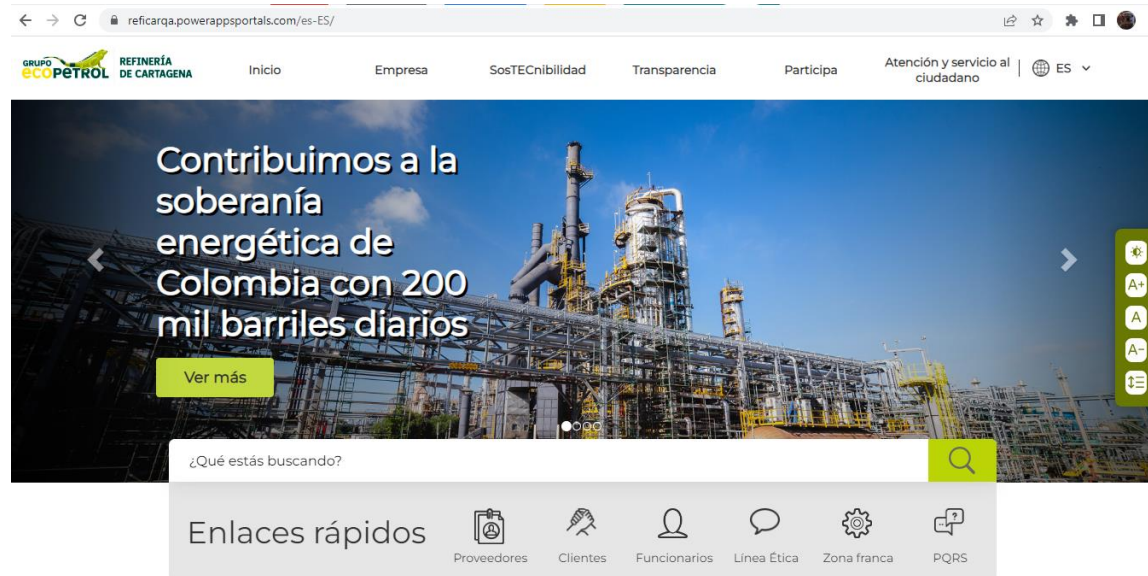 reficarqa.powerappsportals.com/es-ES/
GRUPO
ecopetrol
REFINERÍA
DE CARTAGENA
Inicio
Empresa
SosTECnibilidad
Transparencia
Participa
Atención y servicio al
ciudadano
ES
Contribuimos a la
soberanía
energética de
Colombia con 200
mil barriles diarios
Ver más
A+
A
A-
¿Qué estás buscando?
Enlaces rápidos
Proveedores
Clientes
Funcionarios
Línea Ética
Zona franca
PQRS